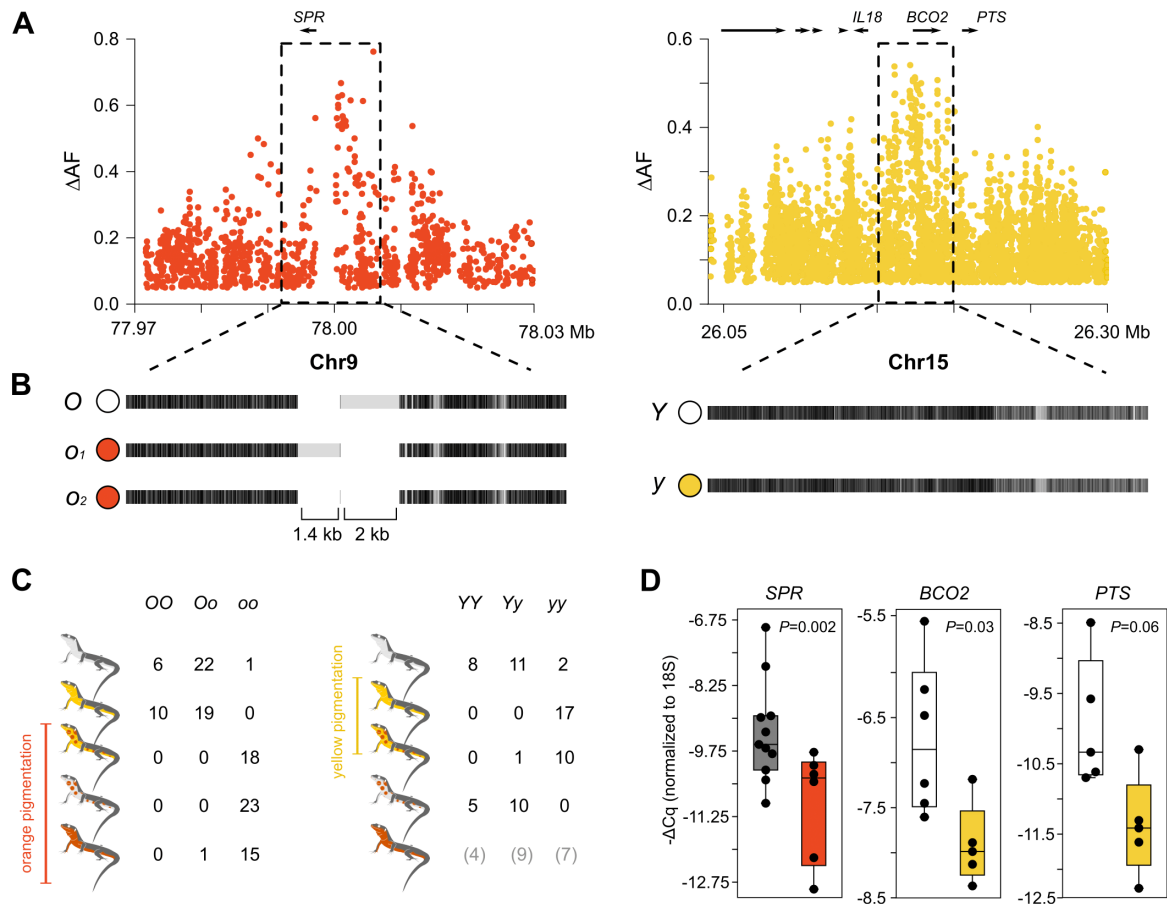 A
SPR
IL18 BCO2 PTS
0.8
0.6
0.4
0.2
0.0
ΔAF
77.97 78.00 78.03 Mb
Chr9
0.6
0.4
0.2
0.0
ΔAF
26.05 26.30 Mb
Chr15
B
O
o1
o2
1.4 kb 2 kb
Y
y
C
OO Oo oo
6 22 1
10 19 0
0 0 18
0 0 23
0 1 15
orange pigmentation
YY Yy yy
8 11 2
0 0 17
0 1 10
5 10 0
(4) (9) (7)
yellow pigmentation
D
-ΔCq (normalized to 18S)
SPR
P=0.002
-6.75
-8.25
-9.75
-11.25
-12.75
BCO2
P=0.03
-5.5
-6.5
-7.5
-8.5
PTS
P=0.06
-8.5
-9.5
-10.5
-11.5
-12.5